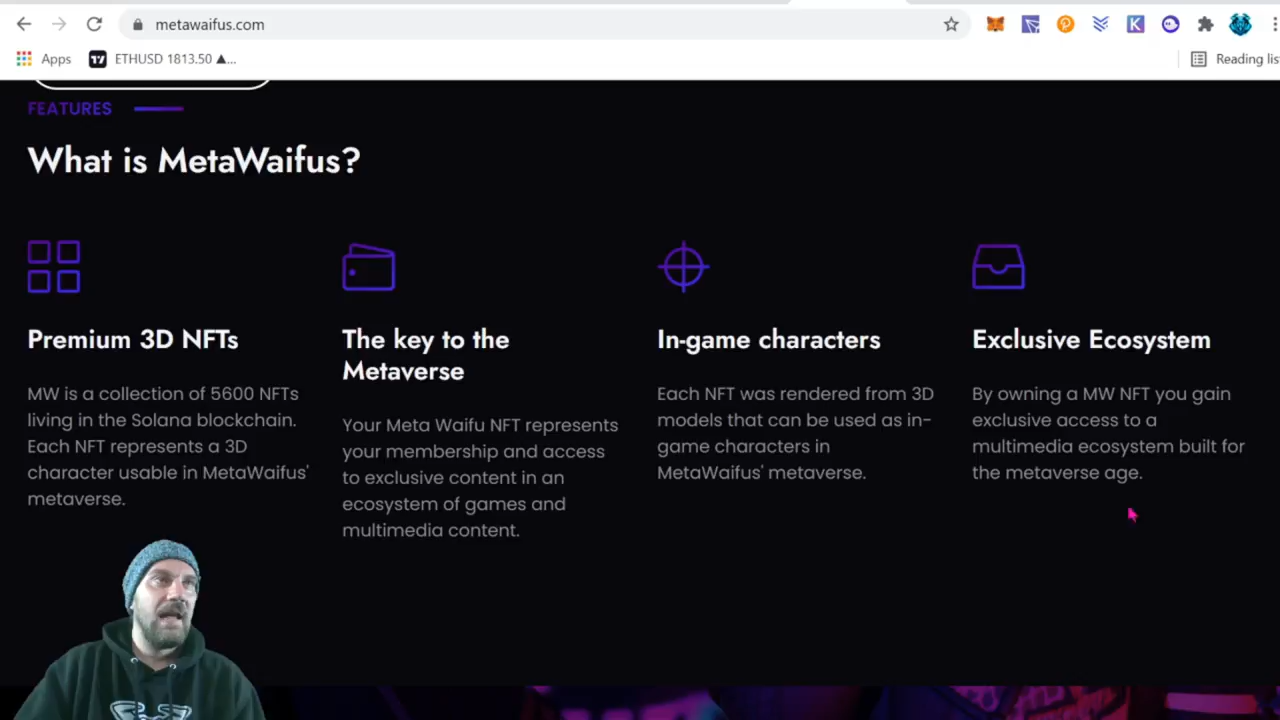 metawaifus.com
Apps
ETHUSD 1813.50 ▲...
Reading lis
FEATURES
What is MetaWaifus?
Premium 3D NFTs
MW is a collection of 5600 NFTs
living in the Solana blockchain.
Each NFT represents a 3D
character usable in MetaWaifus'
metaverse.
The key to the
Metaverse
Your Meta Waifu NFT represents
your membership and access
to exclusive content in an
ecosystem of games and
multimedia content.
In-game characters
Each NFT was rendered from 3D
models that can be used as in-
game characters in
MetaWaifus' metaverse.
Exclusive Ecosystem
By owning a MW NFT you gain
exclusive access to a
multimedia ecosystem built for
the metaverse age.